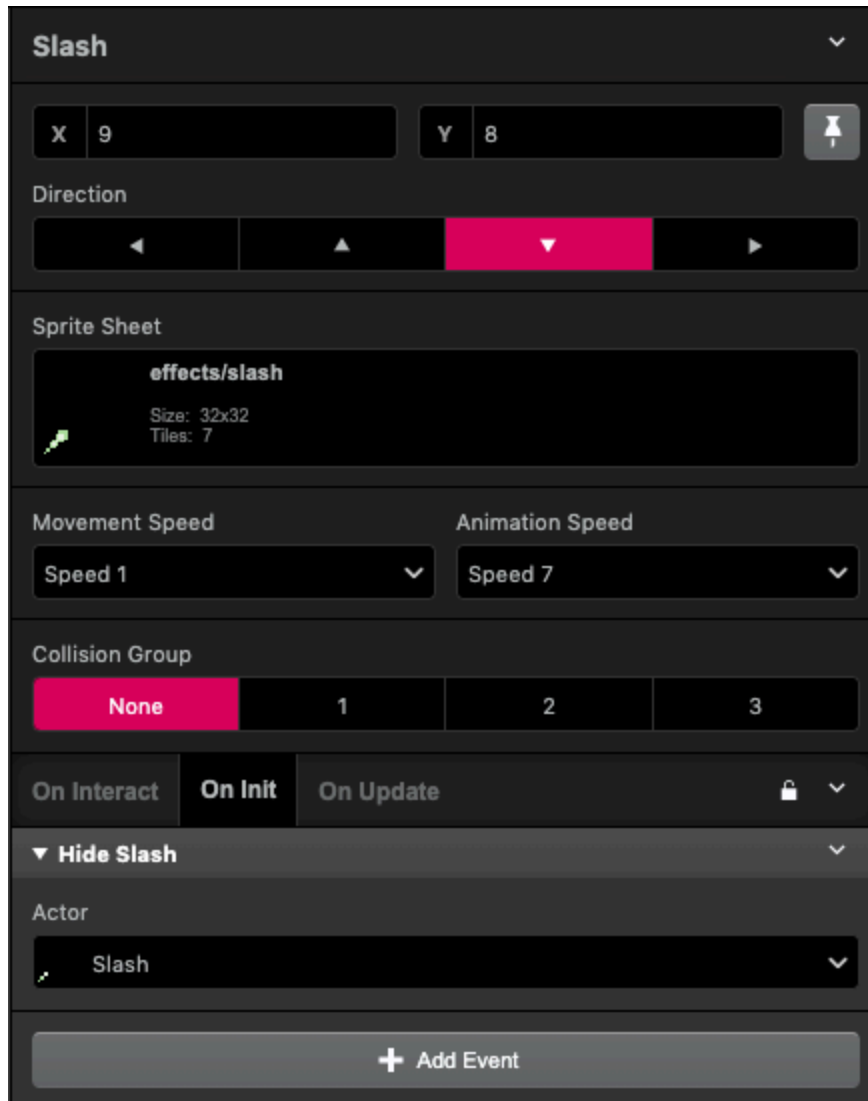 Slash
X 9 Y 8
Direction
Sprite Sheet
effects/slash
Size: 32x32
Tiles: 7
Movement Speed Animation Speed
Speed 1 Speed 7
Collision Group
None 1 2 3
On Interact On Init On Update
Hide Slash
Actor
Slash
Add Event